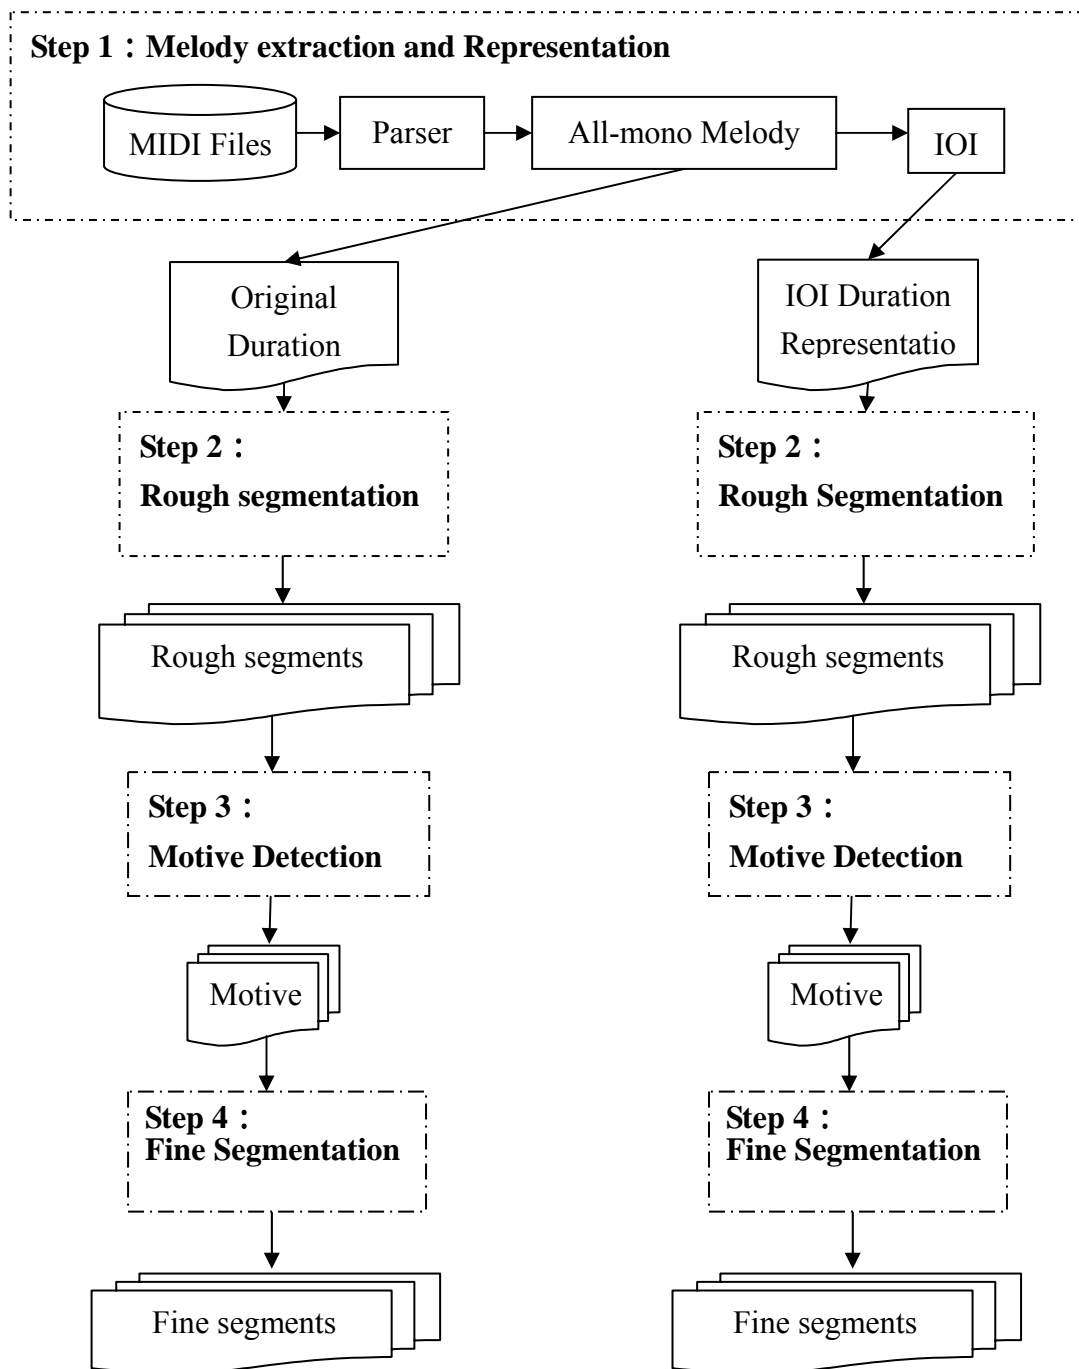 Step 1：Melody extraction and Representation
MIDI Files
Parser
All-mono Melody
IOI
Original
Duration
IOI Duration
Representatio
Step 2：
Rough segmentation
Step 2：
Rough Segmentation
Rough segments
Rough segments
Step 3：
Motive Detection
Step 3：
Motive Detection
Motive
Motive
Step 4：
Fine Segmentation
Step 4：
Fine Segmentation
Fine segments
Fine segments